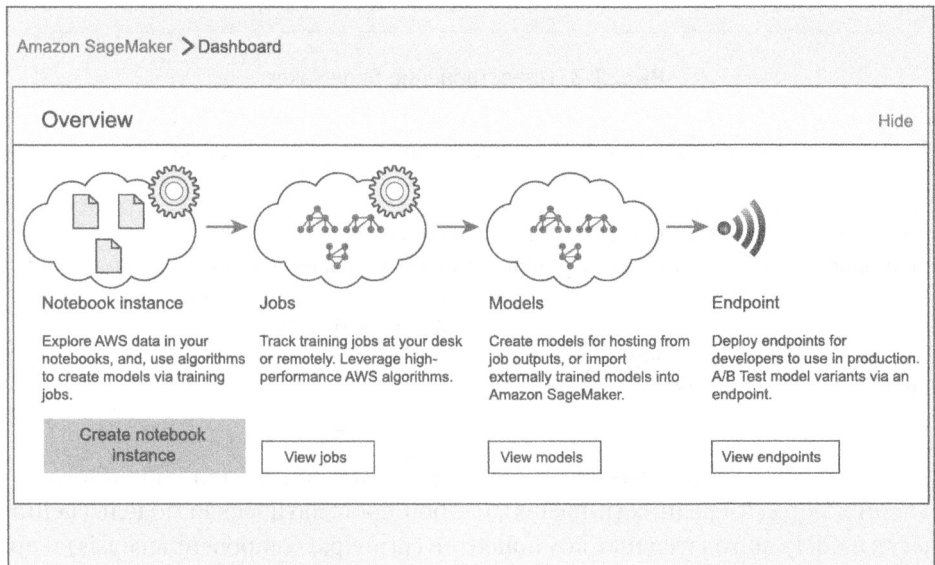 Amazon SageMaker > Dashboard
Overview
Hide
Notebook instance
Explore AWS data in your
notebooks, and, use algorithms
to create models via training
jobs.
Create notebook
instance
Jobs
Track training jobs at your desk
or remotely. Leverage high-
performance AWS algorithms.
View jobs
Models
Create models for hosting from
job outputs, or import
externally trained models into
Amazon SageMaker.
View models
Endpoint
Deploy endpoints for
developers to use in production.
A/B Test model variants via an
endpoint.
View endpoints